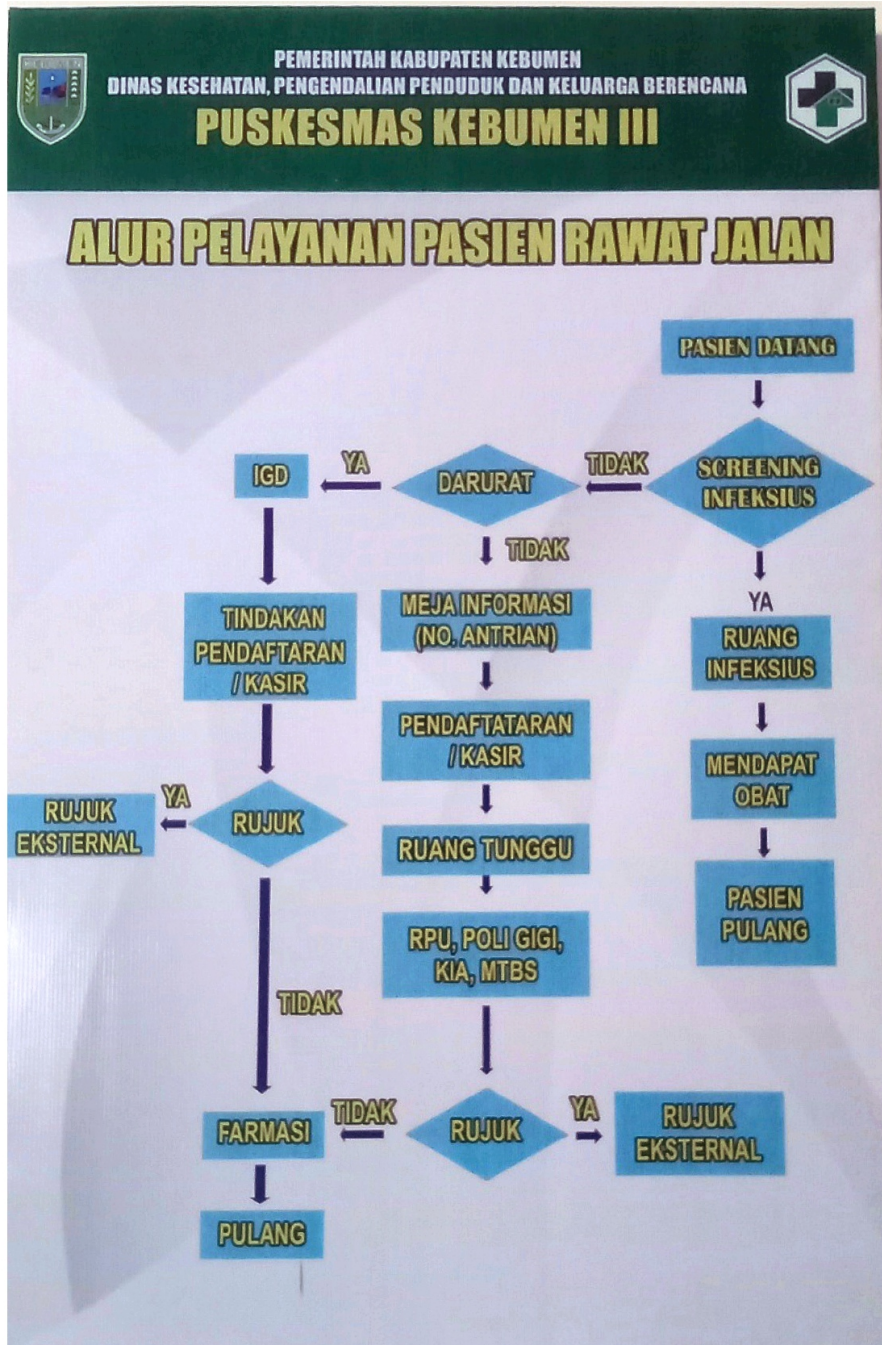 PEMERINTAH KABUPATEN KEBUMEN
DINAS KESEHATAN, PENGENDALIAN PENDUDUK DAN KELUARGA BERENCANA
PUSKESMAS KEBUMEN III
ALUR PELAYANAN PASIEN RAWAT JALAN
PASIEN DATANG
SCREENING
INFEKSIUS
TIDAK
DARURAT
YA
IGD
TINDAKAN
PENDAFTARAN
/ KASIR
RUJUK
YA
RUJUK
EKSTERNAL
TIDAK
TIDAK
MEJA INFORMASI
(NO. ANTRIAN)
PENDAFTATARAN
/ KASIR
RUANG TUNGGU
RPU, POLI GIGI,
KIA, MTBS
RUJUK
YA
RUJUK
EKSTERNAL
TIDAK
FARMASI
PULANG
YA
RUANG
INFEKSIUS
MENDAPAT
OBAT
PASIEN
PULANG